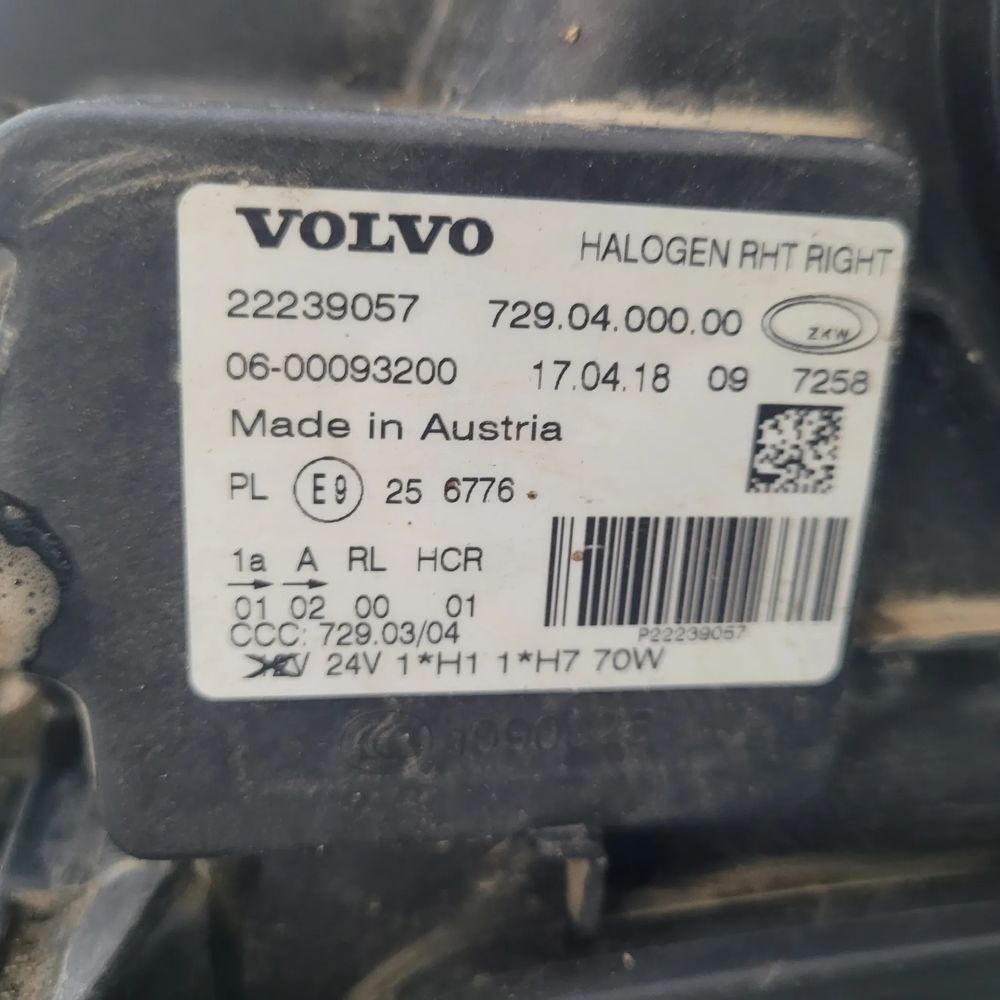 VOLVO HALOGEN RHT RIGHT
22239057 729.04.000.00 ZKW
06-00093200 17.04.18 09 7258
Made in Austria
PL E9 25 6776
1a A RL HCR
01 02 00 01
CCC: 729.03/04
24V 1*H1 1*H7 70W
P22239057